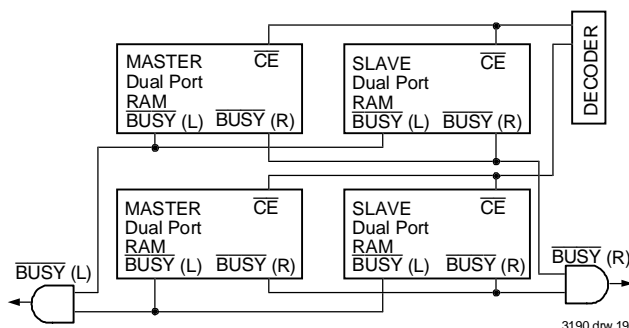 MASTER
Dual Port
RAM
CE
BUSY (L) BUSY (R)
SLAVE
Dual Port
RAM
CE
BUSY (L) BUSY (R)
DECODER
MASTER
Dual Port
RAM
CE
BUSY (L) BUSY (R)
SLAVE
Dual Port
RAM
CE
BUSY (L) BUSY (R)
BUSY (L)
BUSY (R)
3190 drw 19